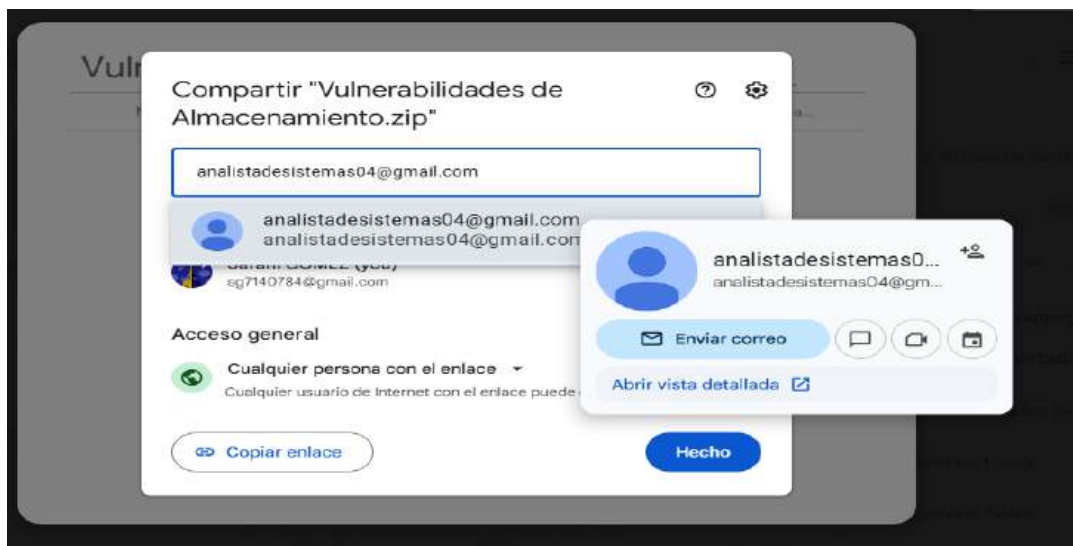 Vulr
Compartir "Vulnerabilidades de
Almacenamiento.zip"
analistadesistemas04@gmail.com
analistadesistemas04@gmail.com
analistadesistemas04@gmail.com
(you)
sg7140784@gmail.com
analistadesistemas0...
analistadesistemas04@gm...
Enviar correo
Abrir vista detallada
Acceso general
Cualquier persona con el enlace
Cualquier usuario de Internet con el enlace puede
Copiar enlace
Hecho